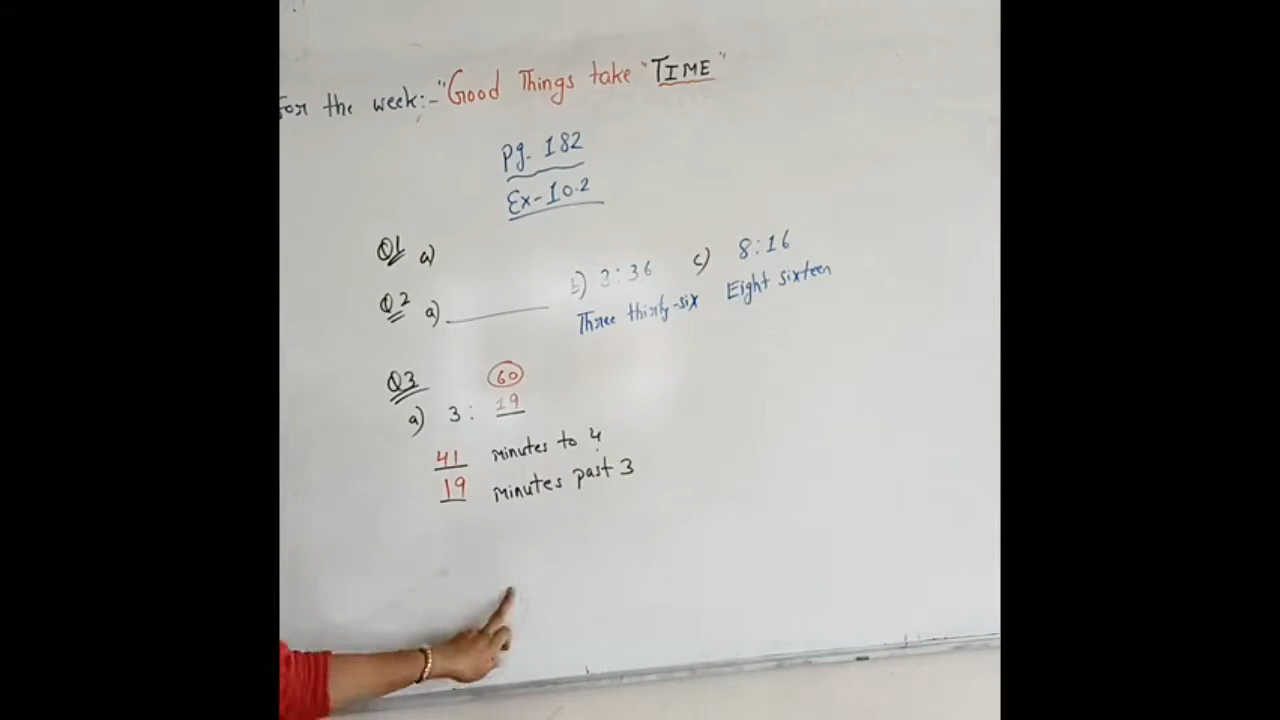 For the week:- "Good Things take "TIME"
Pg. 182
Ex-10.2
Q1 a)
Q2 a) b) 3:36 c) 8:16
Three thirty-six Eight sixteen
Q3
60
a) 3: 19
41 minutes to 4
19 minutes past 3